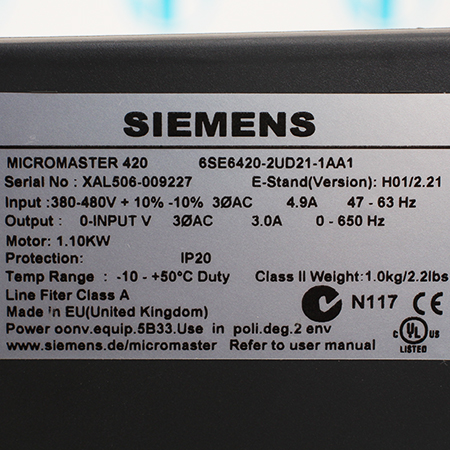 SIEMENS
MICROMASTER 420 6SE6420-2UD21-1AA1
Serial No : XAL506-009227 E-Stand(Version): H01/2.21
Input :380-480V + 10% -10% 3ØAC 4.9A 47 - 63 Hz
Output : 0-INPUT V 3ØAC 3.0A 0 - 650 Hz
Motor: 1.10KW
Protection: IP20
Temp Range : -10 - +50°C Duty Class II Weight:1.0kg/2.2lbs
Line Fiter Class A
Made in EU(United Kingdom) N117 CE
Power oonv.equip.5B33.Use in poli.deg.2 env
C UL US
www.siemens.de/micromaster Refer to user manual
LISTED